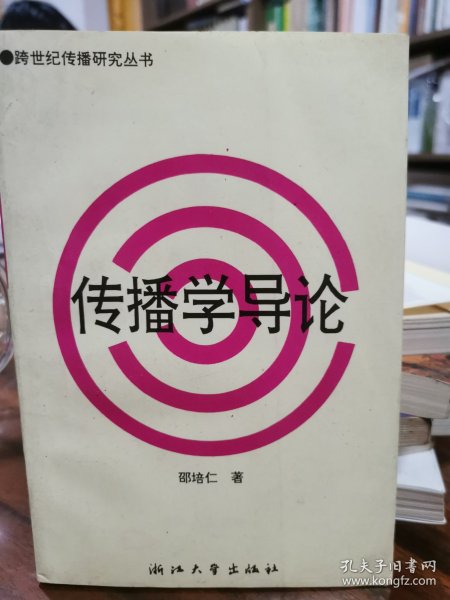 ●跨世纪传播研究丛书
传播学导论
邵培仁 著
浙江大学出版社
孔夫子旧书网
www.kongfz.com